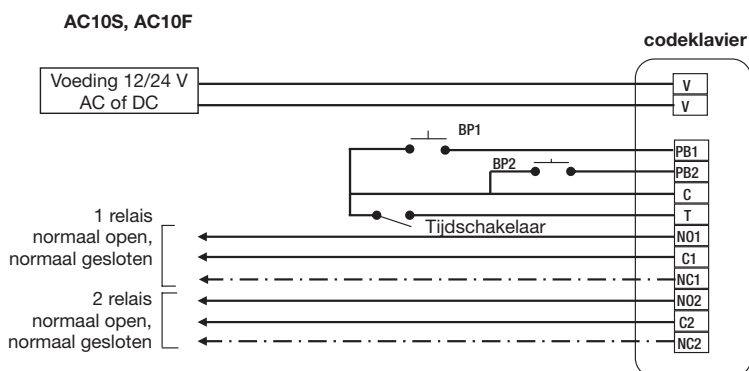 AC10S, AC10F
codeklavier
Voeding 12/24 V
AC of DC
V
V
BP1
PB1
BP2
PB2
C
T
Tijdschakelaar
1 relais
normaal open,
normaal gesloten
NO1
C1
NC1
2 relais
normaal open,
normaal gesloten
NO2
C2
NC2